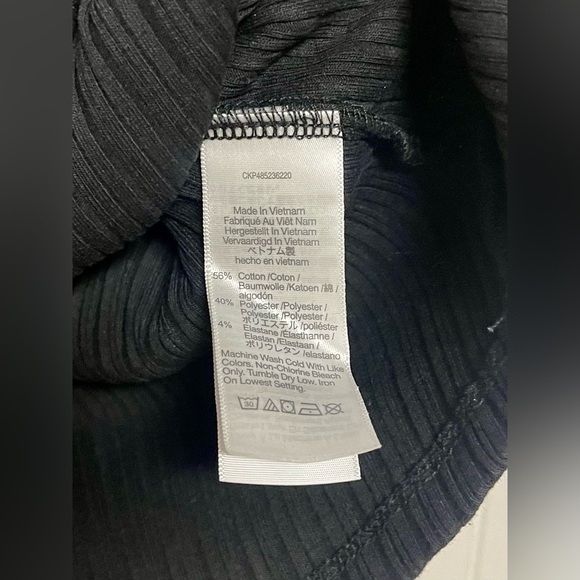 CKP485236220
Made In Vietnam
Fabriqué Au Viêt Nam
Hergestellt In Vietnam
Vervaardigd In Vietnam
ベトナム製
hecho en vietnam
56% Cotton /Coton /
Baumwolle /Katoen /綿 /
algodón
40% Polyester /Polyester /
Polyester /Polyester /
ポリエステル /poliéster
4% Elastane /Élasthanne /
Elastan /Elastaan /
ポリウレタン /elastano
Machine Wash Cold With Like
Colors. Non-Chlorine Bleach
Only. Tumble Dry Low. Iron
On Lowest Setting.
30